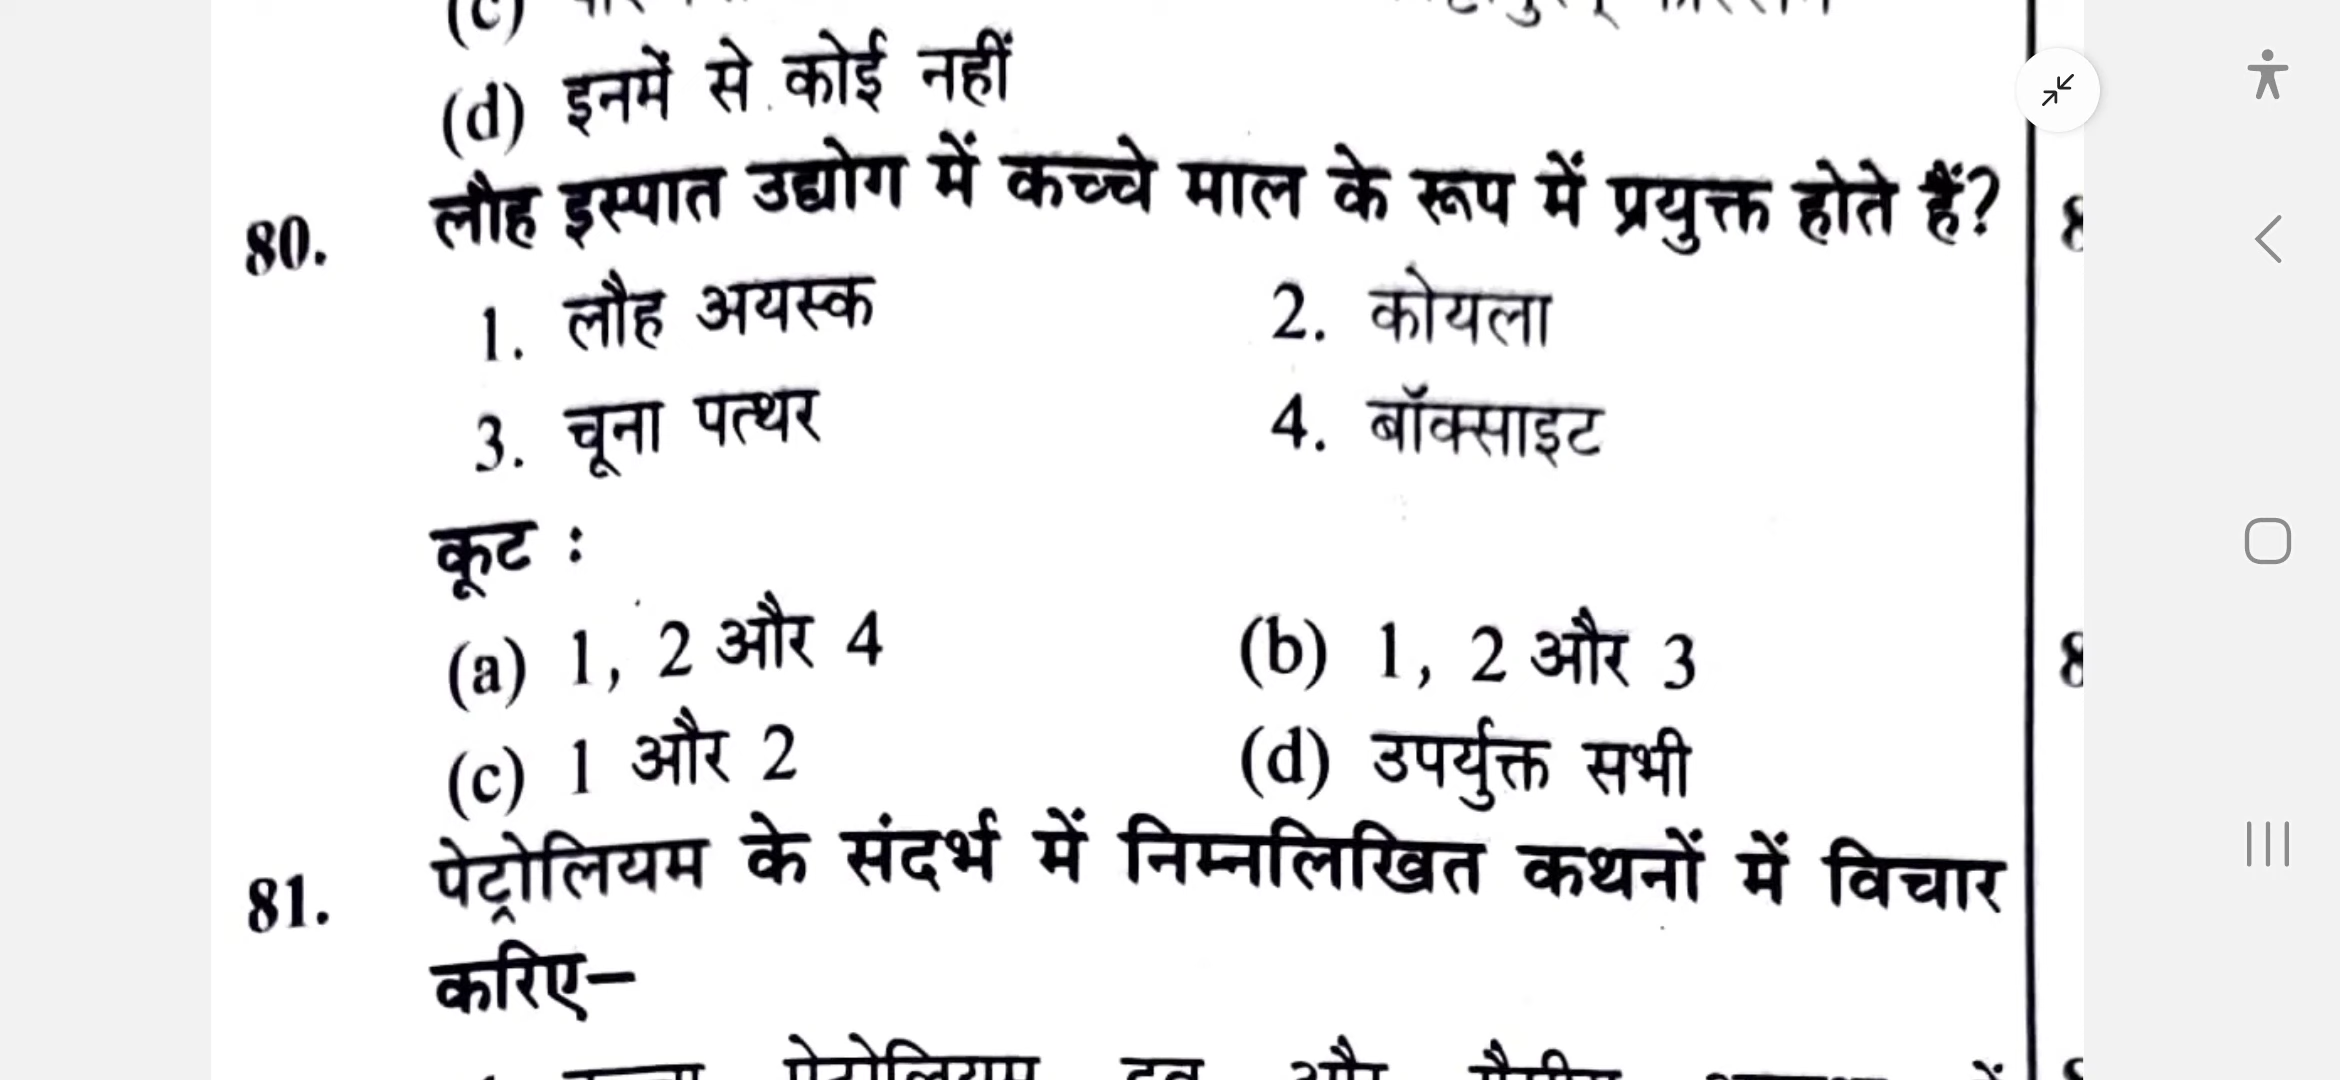 (d) इनमें से कोई नहीं
80. लौह इस्पात उद्योग में कच्चे माल के रूप में प्रयुक्त होते हैं?
1. लौह अयस्क 2. कोयला
3. चूना पत्थर 4. बॉक्साइट
कूट :
(a) 1, 2 और 4 (b) 1, 2 और 3
(c) 1 और 2 (d) उपर्युक्त सभी
81. पेट्रोलियम के संदर्भ में निम्नलिखित कथनों में विचार
करिए–